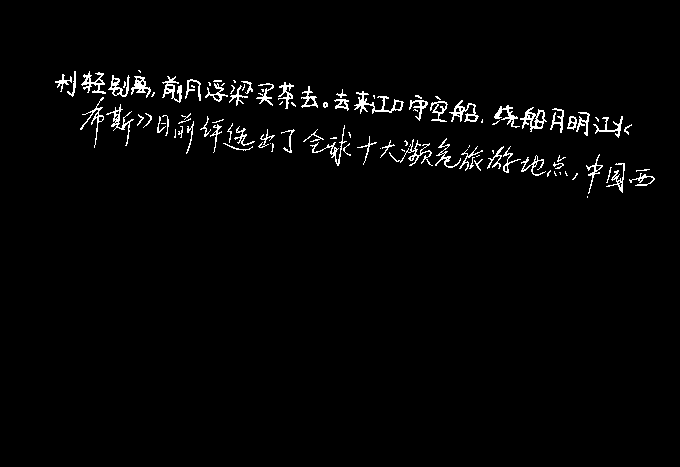 利轻别离,前月浮梁买茶去。去来江口守空船,绕船月明江水
布斯》日前评选出了全球十大濒危旅游地点,中国西